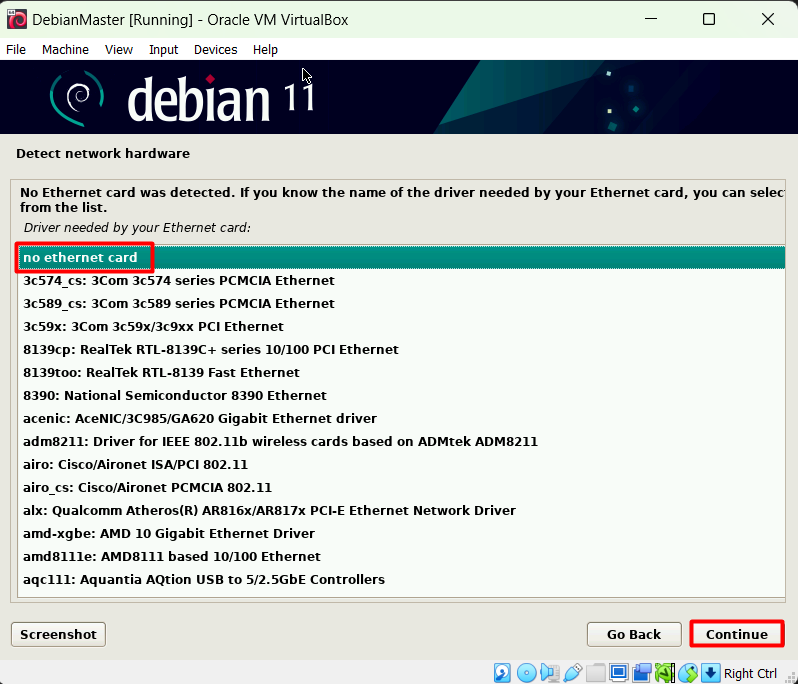 DebianMaster [Running] - Oracle VM VirtualBox
File Machine View Input Devices Help
debian 11
Detect network hardware
No Ethernet card was detected. If you know the name of the driver needed by your Ethernet card, you can selec
from the list.
Driver needed by your Ethernet card:
no ethernet card
3c574_cs: 3Com 3c574 series PCMCIA Ethernet
3c589_cs: 3Com 3c589 series PCMCIA Ethernet
3c59x: 3Com 3c59x/3c9xx PCI Ethernet
8139cp: RealTek RTL-8139C+ series 10/100 PCI Ethernet
8139too: RealTek RTL-8139 Fast Ethernet
8390: National Semiconductor 8390 Ethernet
acenic: AceNIC/3C985/GA620 Gigabit Ethernet driver
adm8211: Driver for IEEE 802.11b wireless cards based on ADMtek ADM8211
airo: Cisco/Aironet ISA/PCI 802.11
airo_cs: Cisco/Aironet PCMCIA 802.11
alx: Qualcomm Atheros(R) AR816x/AR817x PCI-E Ethernet Network Driver
amd-xgbe: AMD 10 Gigabit Ethernet Driver
amd8111e: AMD8111 based 10/100 Ethernet
aqc111: Aquantia AQtion USB to 5/2.5GbE Controllers
Screenshot Go Back Continue
Right Ctrl